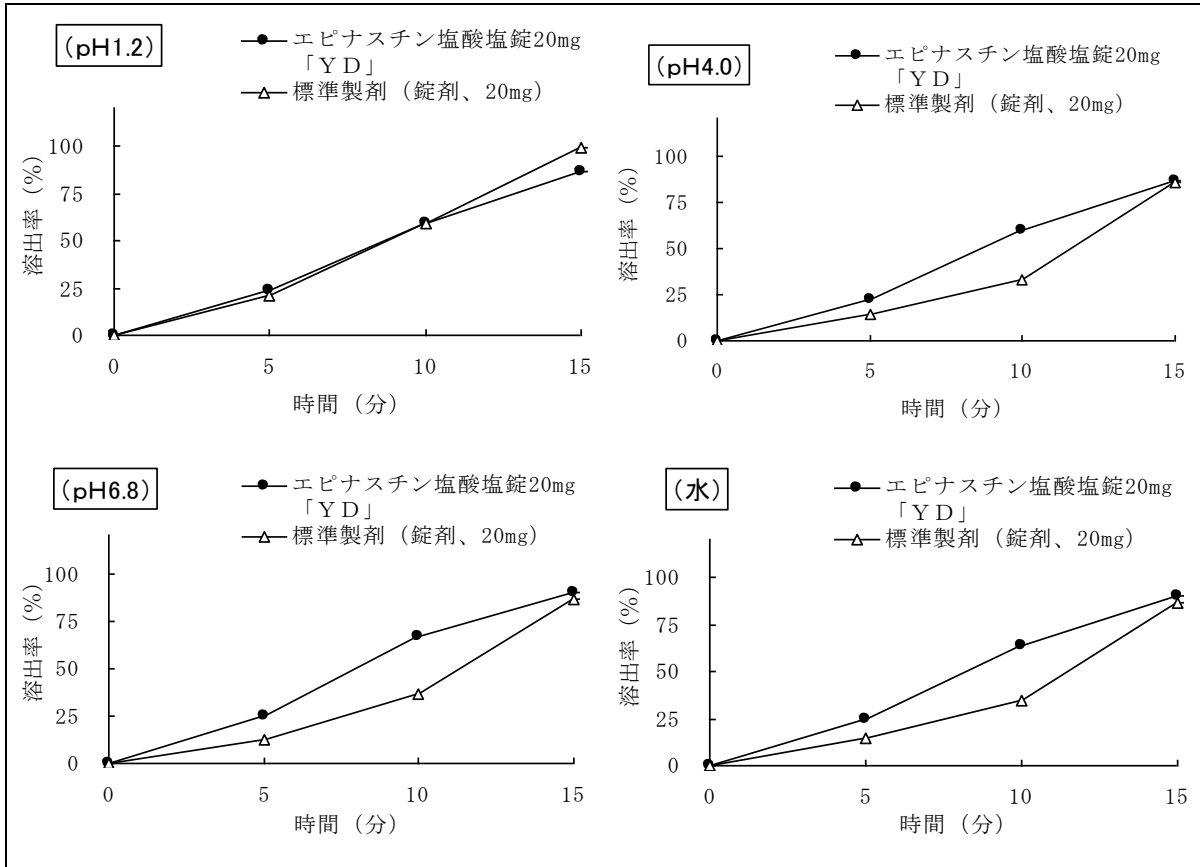 (pH1.2)
エピナスチン塩酸塩錠20mg
「ＹＤ」
標準製剤（錠剤、20mg）
溶出率（%）
100
75
50
25
0
0 5 10 15
時間（分）
(pH4.0)
エピナスチン塩酸塩錠20mg
「ＹＤ」
標準製剤（錠剤、20mg）
溶出率（%）
100
75
50
25
0
0 5 10 15
時間（分）
(pH6.8)
エピナスチン塩酸塩錠20mg
「ＹＤ」
標準製剤（錠剤、20mg）
溶出率（%）
100
75
50
25
0
0 5 10 15
時間（分）
(水)
エピナスチン塩酸塩錠20mg
「ＹＤ」
標準製剤（錠剤、20mg）
溶出率（%）
100
75
50
25
0
0 5 10 15
時間（分）